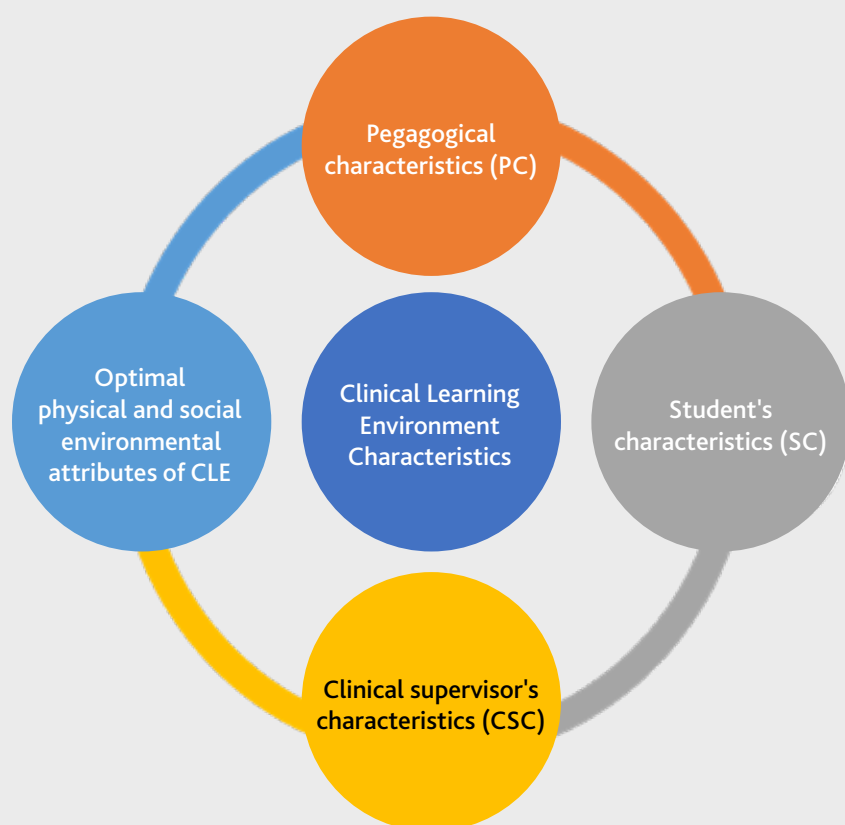 Pegagogical
characteristics (PC)
Optimal
physical and social
environmental
attributes of CLE
Clinical Learning
Environment
Characteristics
Student's
characteristics (SC)
Clinical supervisor's
characteristics (CSC)